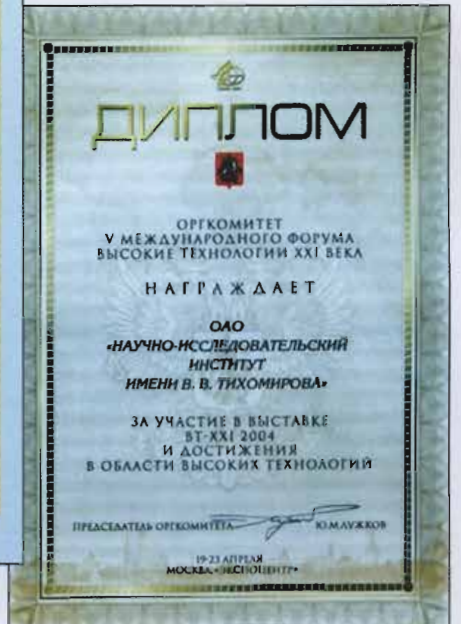 ДИПЛОМ
ОРГКОМИТЕТ
V МЕЖДУНАРОДНОГО ФОРУМА
ВЫСОКИЕ ТЕХНОЛОГИИ XXI ВЕКА
НАГРАЖДАЕТ
ОАО
«НАУЧНО-ИССЛЕДОВАТЕЛЬСКИЙ
ИНСТИТУТ
ИМЕНИ В. В. ТИХОМИРОВА»
ЗА УЧАСТИЕ В ВЫСТАВКЕ
ВТ-XXI 2004
И ДОСТИЖЕНИЯ
В ОБЛАСТИ ВЫСОКИХ ТЕХНОЛОГИЙ
ПРЕДСЕДАТЕЛЬ ОРГКОМИТЕТА Ю.М.ЛУЖКОВ
19-23 АПРЕЛЯ
МОСКВА, «ЭКСПОЦЕНТР»